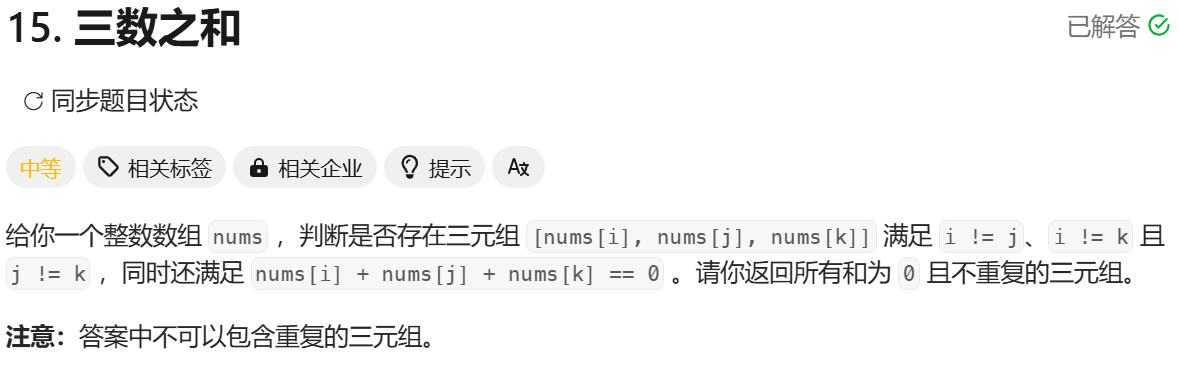 15. 三数之和
已解答
同步题目状态
中等 相关标签 相关企业 提示 A文
给你一个整数数组 nums ，判断是否存在三元组 [nums[i], nums[j], nums[k]] 满足 i != j、i != k 且
j != k ，同时还满足 nums[i] + nums[j] + nums[k] == 0 。请你返回所有和为 0 且不重复的三元组。
注意：答案中不可以包含重复的三元组。